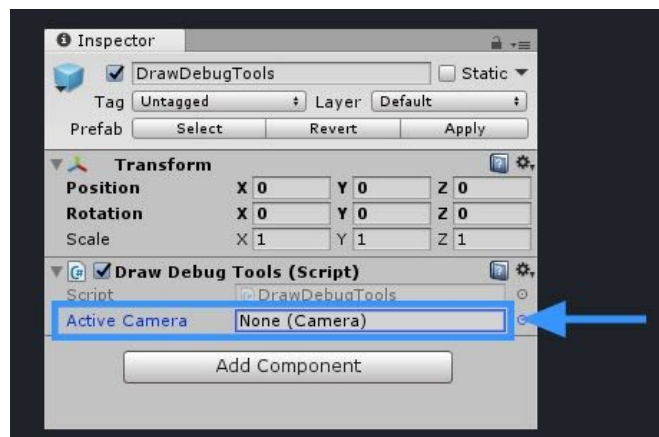 Inspector
DrawDebugTools Static
Tag Untagged Layer Default
Prefab Select Revert Apply
Transform
Position X 0 Y 0 Z 0
Rotation X 0 Y 0 Z 0
Scale X 1 Y 1 Z 1
Draw Debug Tools (Script)
Script DrawDebugTools
Active Camera None (Camera)
Add Component